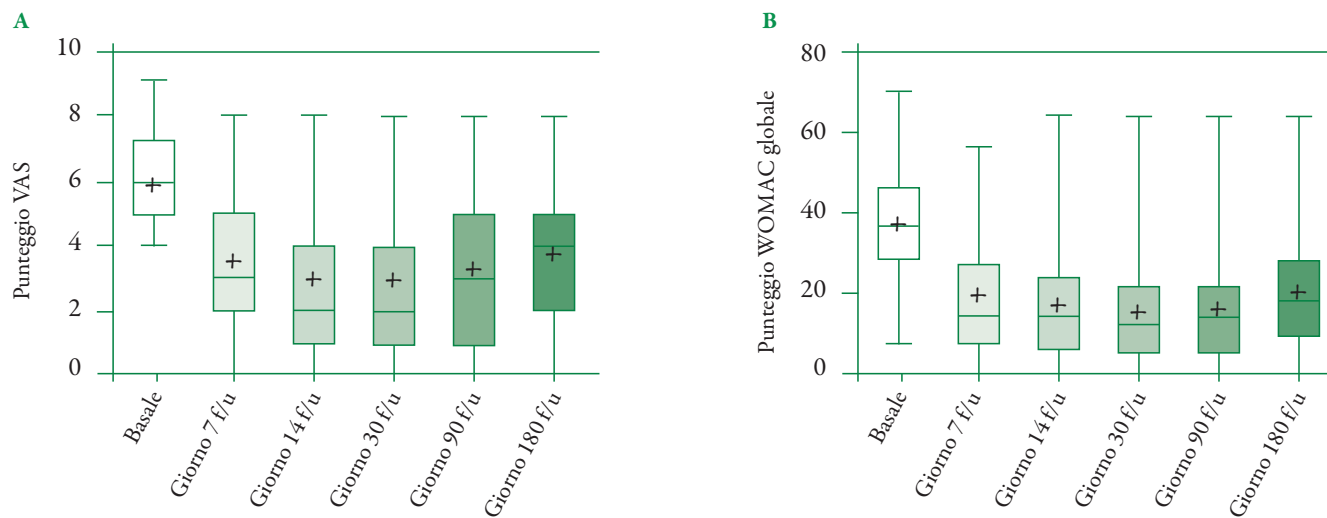 A
Punteggio VAS
10
8
6
4
2
0
Basale
Giorno 7 f/u
Giorno 14 f/u
Giorno 30 f/u
Giorno 90 f/u
Giorno 180 f/u
B
Punteggio WOMAC globale
80
60
40
20
0
Basale
Giorno 7 f/u
Giorno 14 f/u
Giorno 30 f/u
Giorno 90 f/u
Giorno 180 f/u